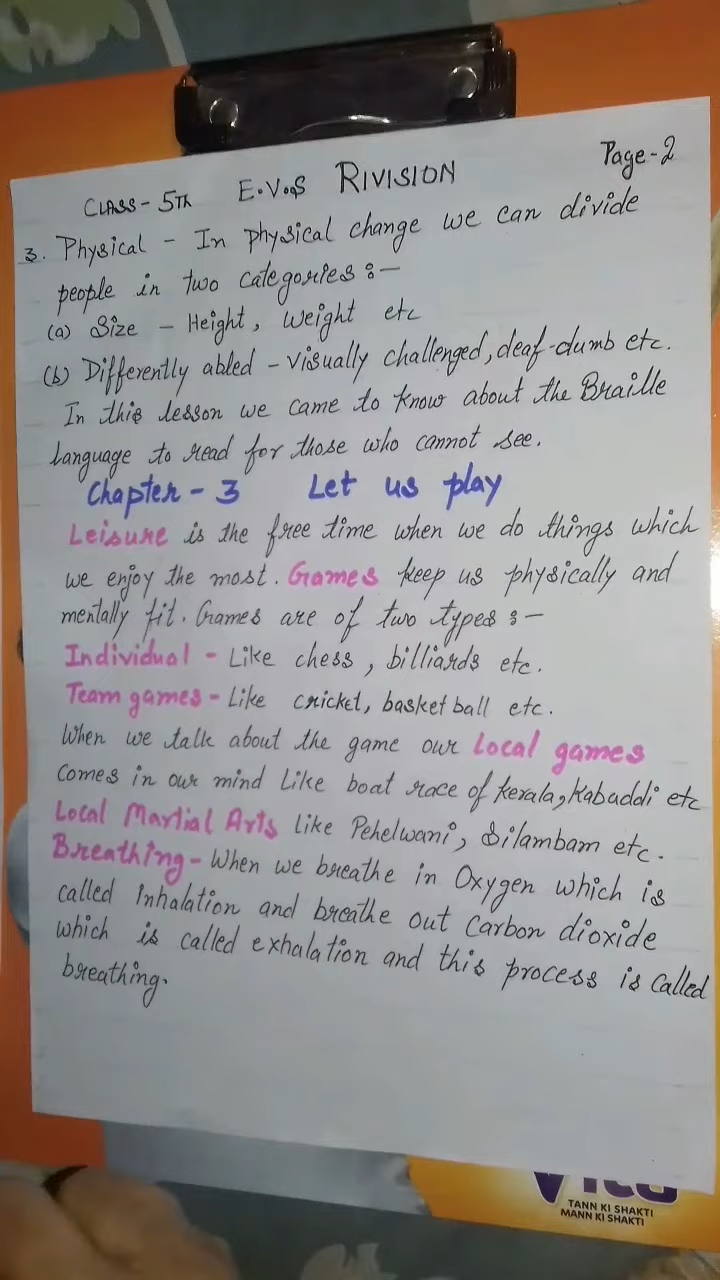 Page-2
CLASS - 5TH E.V.S RIVISION
3. Physical - In physical change we can divide
people in two categories :-
(a) Size - Height, Weight etc
(b) Differently abled - visually challenged, deaf-dumb etc.
In this lesson we came to know about the Braille
language to read for those who cannot see.
Chapter - 3 Let us play
Leisure is the free time when we do things which
we enjoy the most. Games keep us physically and
mentally fit. Games are of two types :-
Individual - Like chess, billiards etc.
Team games - Like cricket, basket ball etc.
When we talk about the game our Local games
comes in our mind Like boat race of kerala, Kabaddi etc
Local Martial Arts like Pehelwani, Silambam etc.
Breathing - When we breathe in Oxygen which is
called Inhalation and breathe out Carbon dioxide
which is called exhalation and this process is called
breathing.
TANN KI SHAKTI
MANN KI SHAKTI